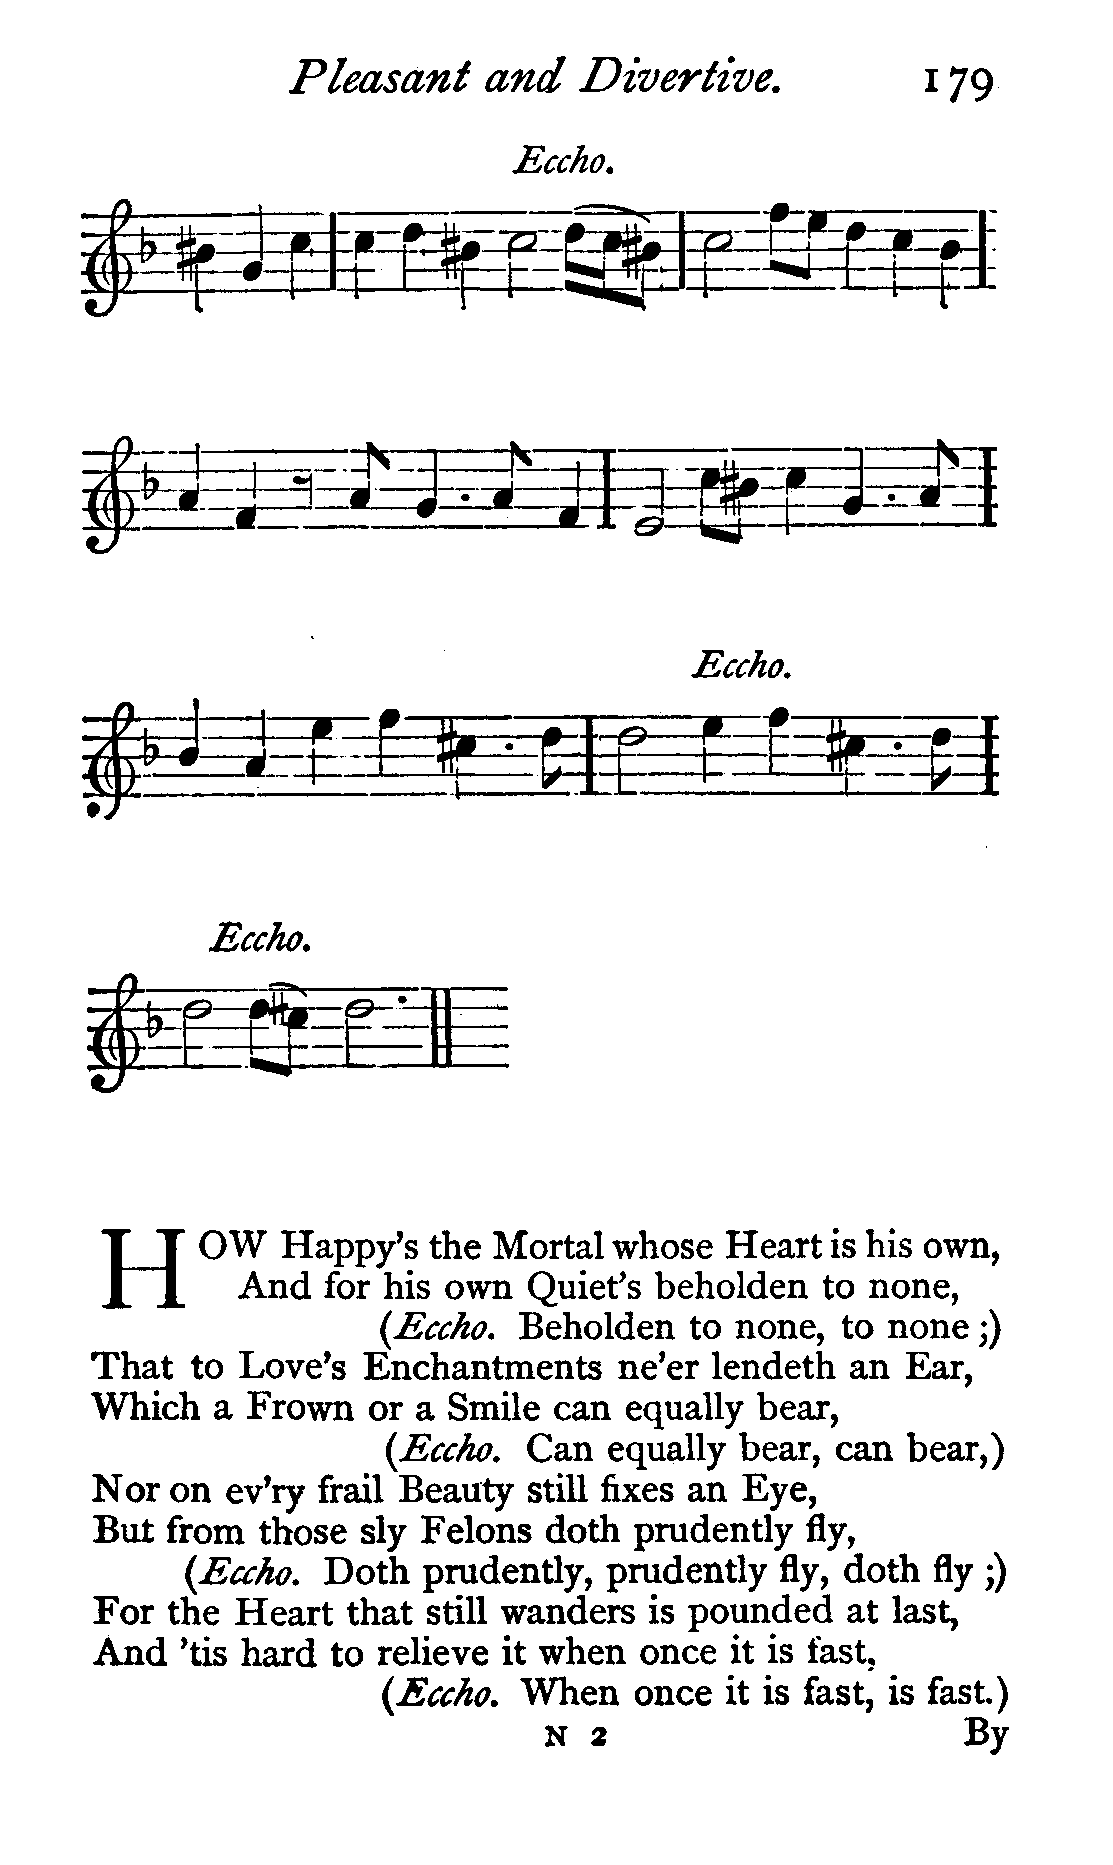 Pleasant and Divertive. 179
Eccho.
Eccho.
Eccho.
HOW Happy's the Mortal whose Heart is his own,
And for his own Quiet's beholden to none,
(Eccho. Beholden to none, to none ;)
That to Love's Enchantments ne'er lendeth an Ear,
Which a Frown or a Smile can equally bear,
(Eccho. Can equally bear, can bear,)
Nor on ev'ry frail Beauty still fixes an Eye,
But from those sly Felons doth prudently fly,
(Eccho. Doth prudently, prudently fly, doth fly ;)
For the Heart that still wanders is pounded at last,
And 'tis hard to relieve it when once it is fast,
(Eccho. When once it is fast, is fast.)
N 2 By